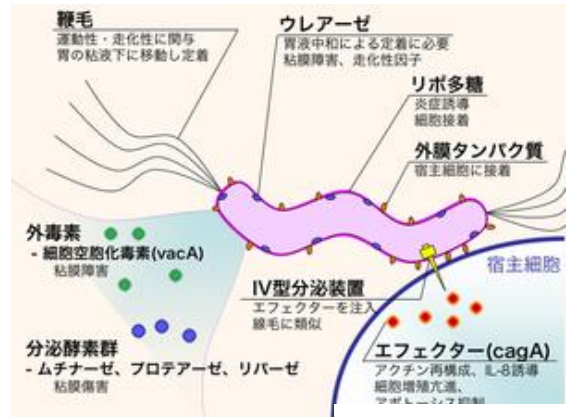 鞭毛
運動性・走化性に関与
胃の粘液下に移動し定着
ウレアーゼ
胃液中和による定着に必要
粘膜障害、走化性因子
リポ多糖
炎症誘導
細胞接着
外膜タンパク質
宿主細胞に接着
外毒素
- 細胞空胞化毒素(vacA)
粘膜障害
宿主細胞
IV型分泌装置
エフェクターを注入
線毛に類似
分泌酵素群
- ムチナーゼ、プロテアーゼ、リパーゼ
粘膜傷害
エフェクター(cagA)
アクチン再構成、IL-8誘導
細胞増殖亢進、
アポトーシス抑制